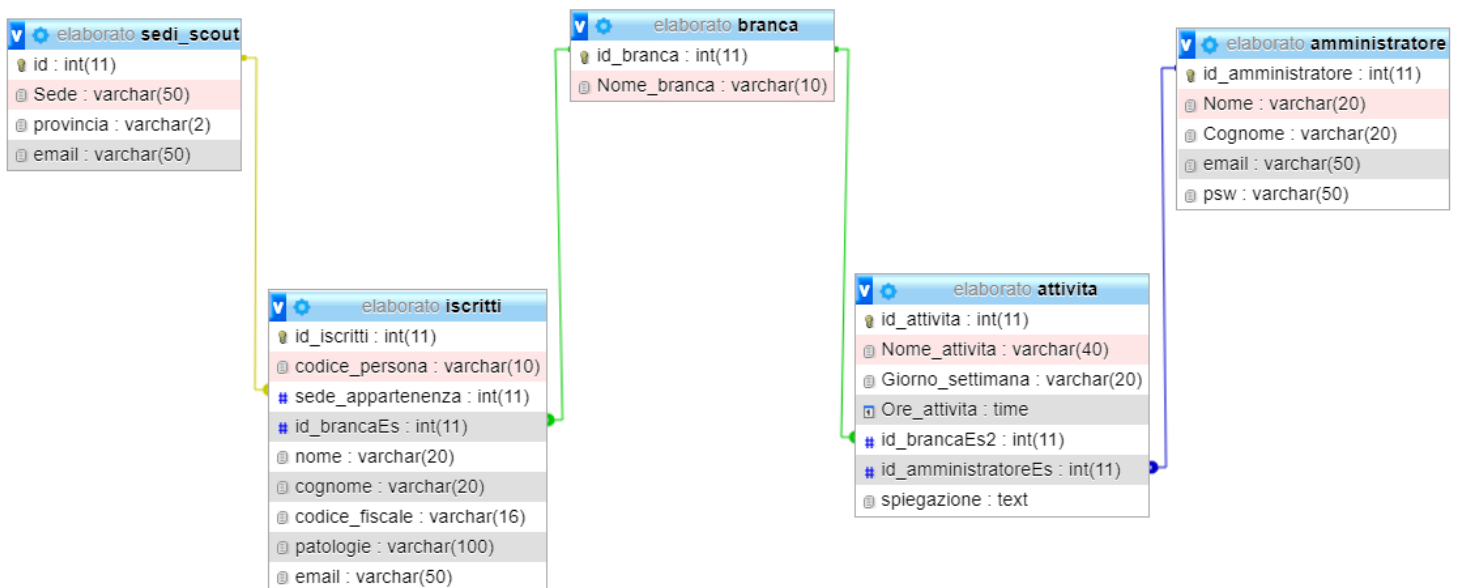 elaborato sedi_scout
id : int(11)
Sede : varchar(50)
provincia : varchar(2)
email : varchar(50)
elaborato branca
id_branca : int(11)
Nome_branca : varchar(10)
elaborato amministratore
id_amministratore : int(11)
Nome : varchar(20)
Cognome : varchar(20)
email : varchar(50)
psw : varchar(50)
elaborato iscritti
id_iscritti : int(11)
codice_persona : varchar(10)
sede_appartenenza : int(11)
id_brancaEs : int(11)
nome : varchar(20)
cognome : varchar(20)
codice_fiscale : varchar(16)
patologie : varchar(100)
email : varchar(50)
elaborato attivita
id_attivita : int(11)
Nome_attivita : varchar(40)
Giorno_settimana : varchar(20)
Ore_attivita : time
id_brancaEs2 : int(11)
id_amministratoreEs : int(11)
spiegazione : text